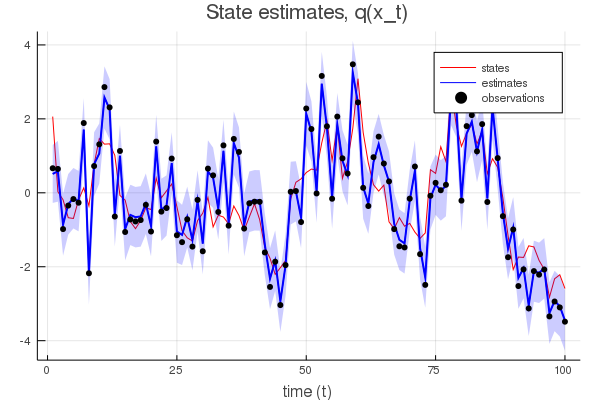 State estimates, q(x_t)
states
estimates
observations
4
2
0
-2
-4
0
25
50
75
100
time (t)